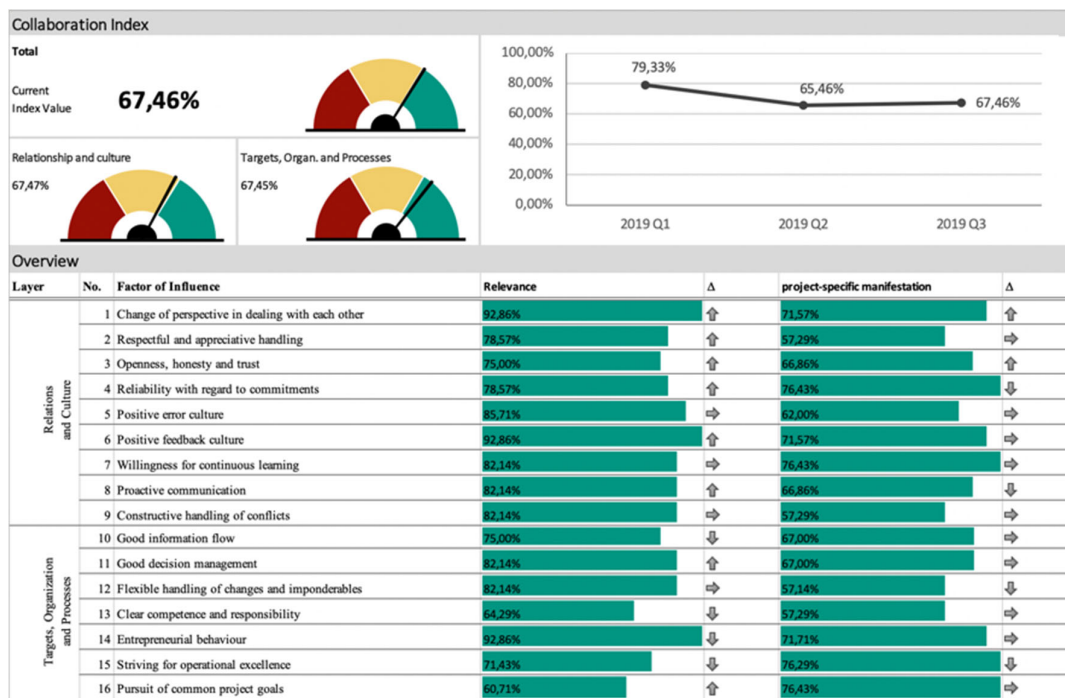 Collaboration Index
Total
Current
Index Value
67,46%
Relationship and culture
67,47%
Targets, Organ. and Processes
67,45%
100,00%
80,00%
60,00%
40,00%
20,00%
0,00%
79,33%
65,46%
67,46%
2019 Q1 2019 Q2 2019 Q3
Overview
Layer No. Factor of Influence Relevance Δ project-specific manifestation Δ
Relations
and Culture
1 Change of perspective in dealing with each other 92,86% 71,57%
2 Respectful and appreciative handling 78,57% 57,29%
3 Openness, honesty and trust 75,00% 66,86%
4 Reliability with regard to commitments 78,57% 76,43%
5 Positive error culture 85,71% 62,00%
6 Positive feedback culture 92,86% 71,57%
7 Willingness for continuous learning 82,14% 76,43%
8 Proactive communication 82,14% 66,86%
9 Constructive handling of conflicts 82,14% 57,29%
Targets, Organization
and Processes
10 Good information flow 75,00% 67,00%
11 Good decision management 82,14% 67,00%
12 Flexible handling of changes and imponderables 82,14% 57,14%
13 Clear competence and responsibility 64,29% 57,29%
14 Entrepreneurial behaviour 92,86% 71,71%
15 Striving for operational excellence 71,43% 76,29%
16 Pursuit of common project goals 60,71% 76,43%